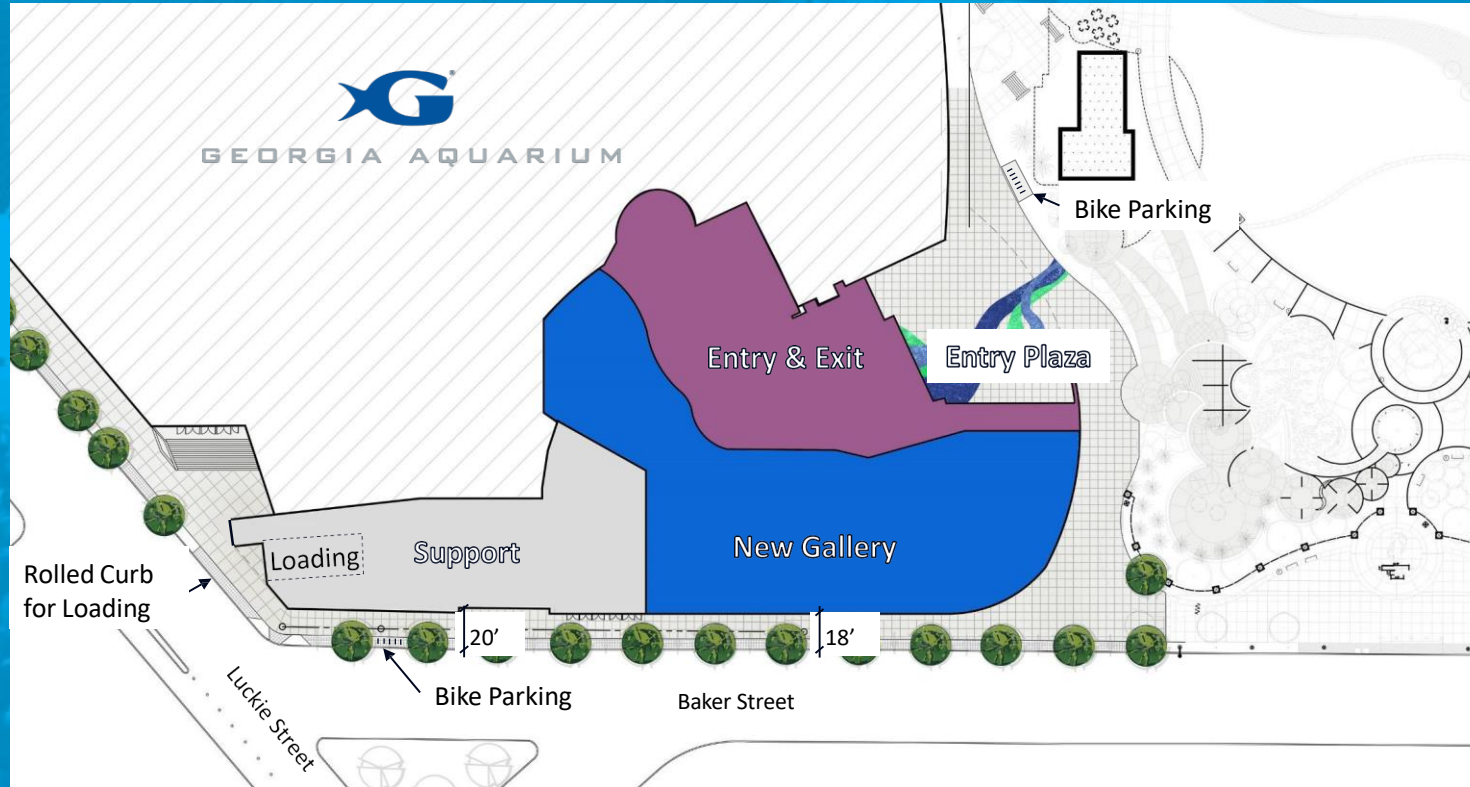 GEORGIA AQUARIUM
Bike Parking
Entry & Exit
Entry Plaza
New Gallery
Support
Loading
Rolled Curb
for Loading
20’
18’
Bike Parking
Baker Street
Luckie Street